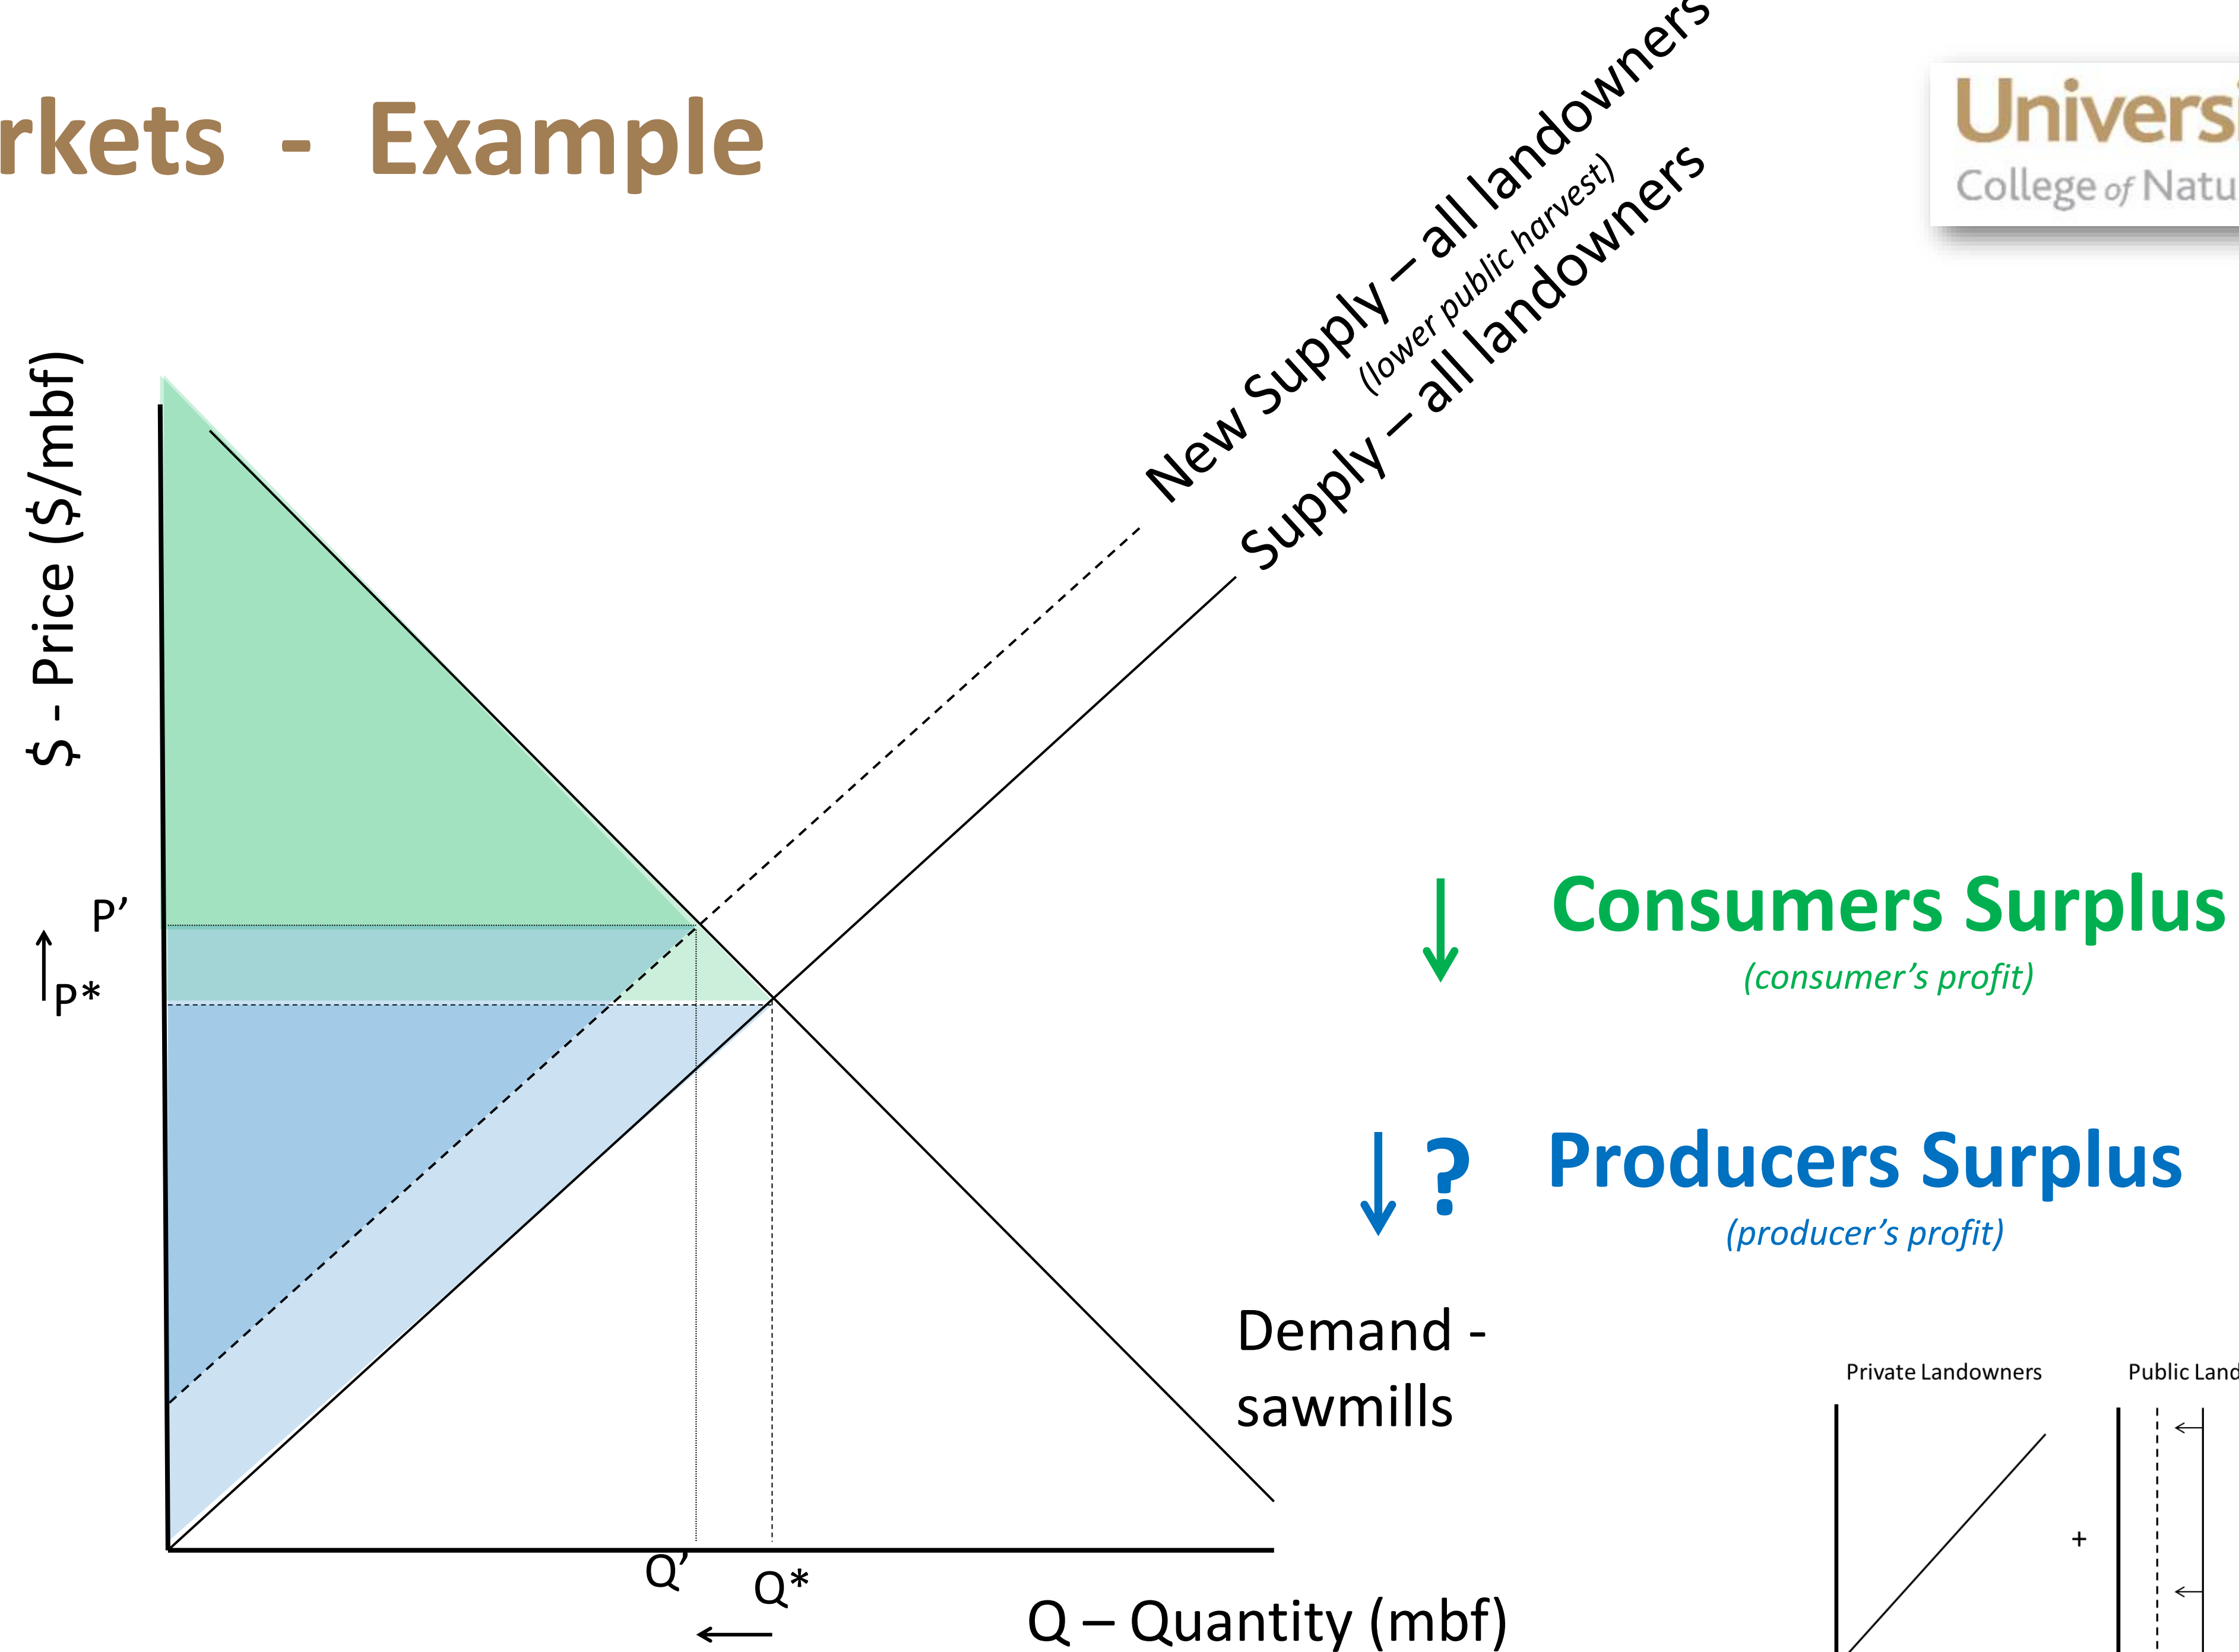 rkets - Example
Universi
College of Natu
New Supply – all landowners
(lower public harvest)
Supply – all landowners
$ - Price ($/mbf)
P’
P*
Consumers Surplus
(consumer’s profit)
? Producers Surplus
(producer’s profit)
Demand -
sawmills
Private Landowners
Public Land
+
Q’
Q*
Q – Quantity (mbf)